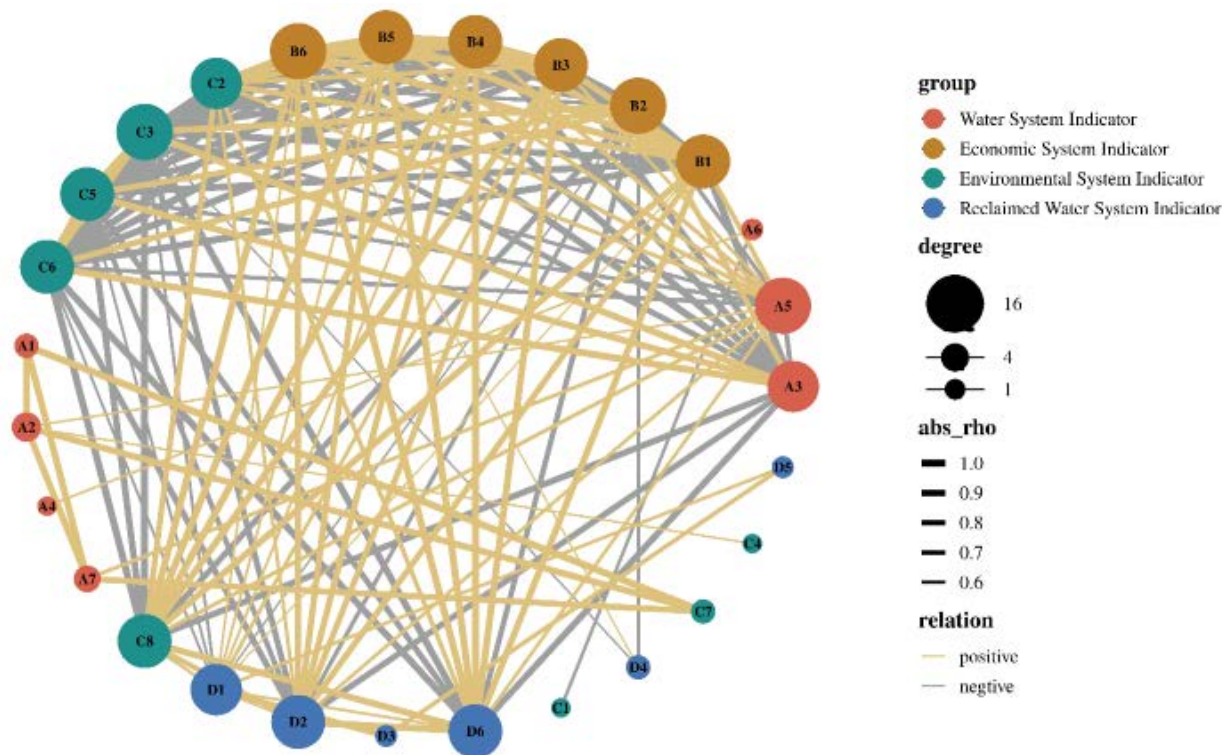 B5
B4
B6
B3
C2
B2
C3
B1
C5
A6
C6
A5
A1
A3
A2
D5
A4
C4
A7
C7
C8
D4
D1
C1
D2
D3
D6
group
Water System Indicator
Economic System Indicator
Environmental System Indicator
Reclaimed Water System Indicator
degree
16
4
1
abs_rho
1.0
0.9
0.8
0.7
0.6
relation
positive
negtive